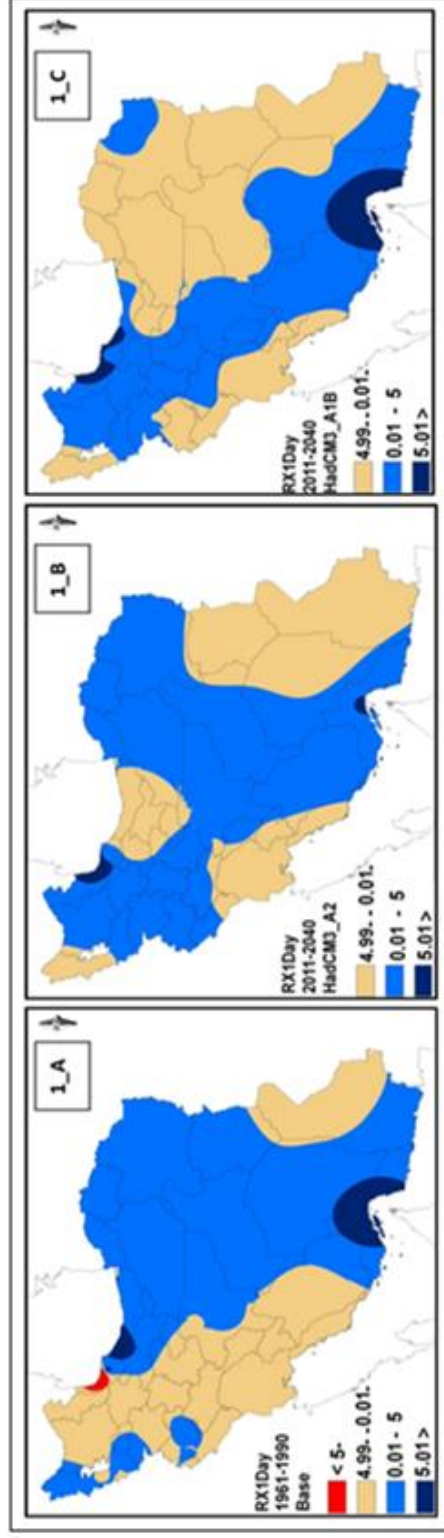 1_A
RX1Day
1961-1990
Base
< 5-
4.99- - 0.01-
0.01 - 5
5.01>
1_B
RX1Day
2011-2040
HadCM3_A2
4.99- - 0.01-
0.01 - 5
5.01>
1_C
RX1Day
2011-2040
HadCM3_A1B
4.99- - 0.01-
0.01 - 5
5.01>